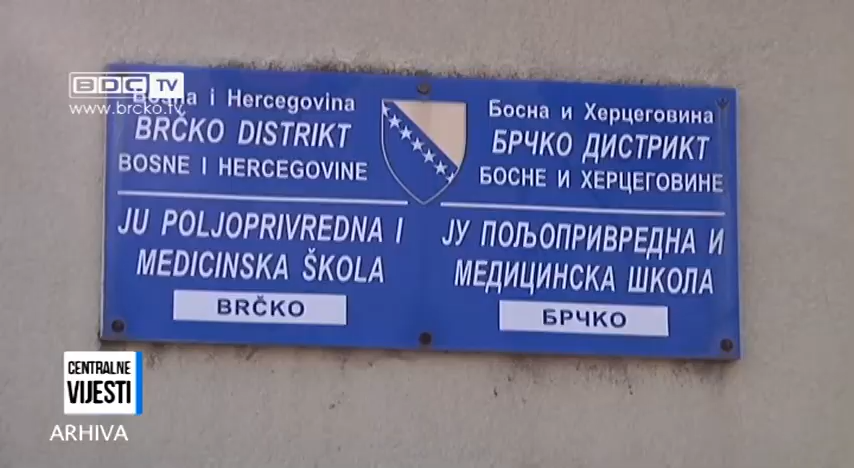 BDC TV
www.brcko.tv
Bosna i Hercegovina
BRČKO DISTRIKT
BOSNE I HERCEGOVINE
JU POLJOPRIVREDNA I
MEDICINSKA ŠKOLA
BRČKO
Босна и Херцеговина
БРЧКО ДИСТРИКТ
БОСНЕ И ХЕРЦЕГОВИНЕ
ЈУ ПОЉОПРИВРЕДНА И
МЕДИЦИНСКА ШКОЛА
БРЧКО
CENTRALNE
VIJESTI
ARHIVA